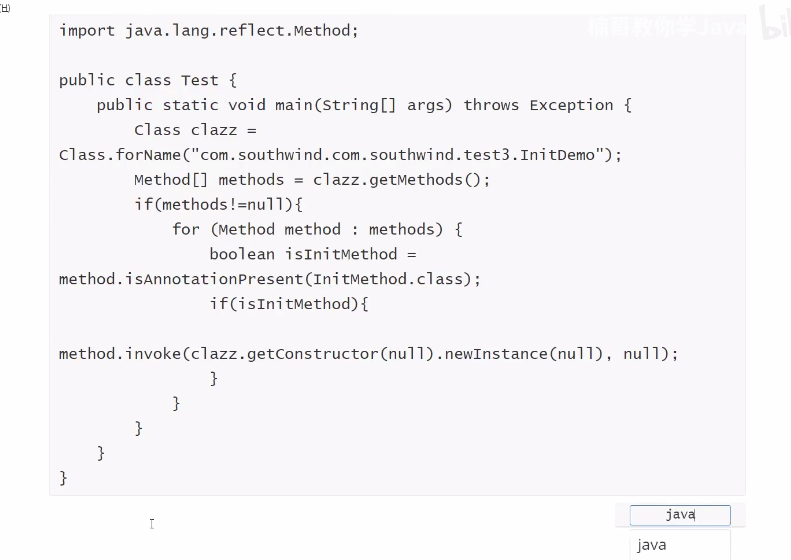 (H)
楠哥教你学Java
import java.lang.reflect.Method;
public class Test {
public static void main(String[] args) throws Exception {
Class clazz =
Class.forName("com.southwind.com.southwind.test3.InitDemo");
Method[] methods = clazz.getMethods();
if(methods!=null){
for (Method method : methods) {
boolean isInitMethod =
method.isAnnotationPresent(InitMethod.class);
if(isInitMethod){
method.invoke(clazz.getConstructor(null).newInstance(null), null);
}
}
}
}
}
java
java